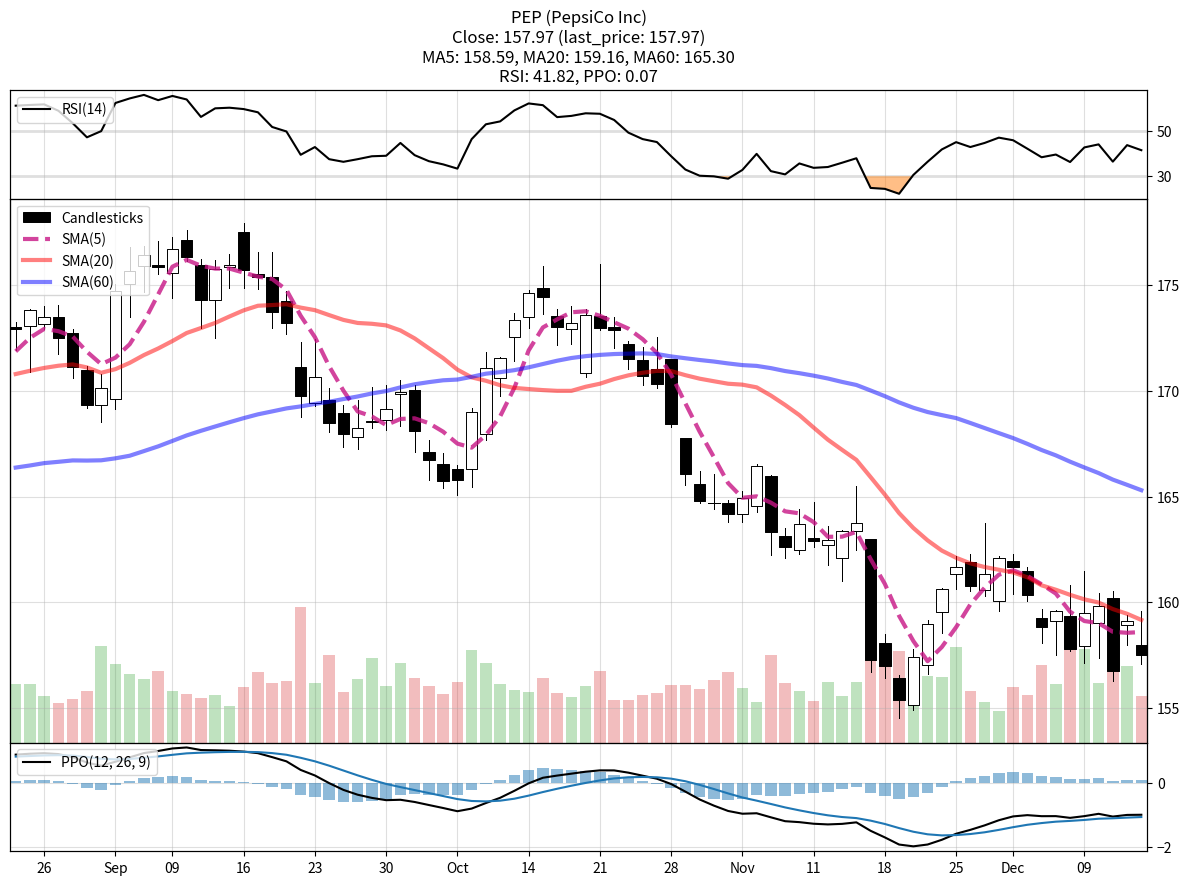 PEP (PepsiCo Inc)
Close: 157.97 (last_price: 157.97)
MA5: 158.59, MA20: 159.16, MA60: 165.30
RSI: 41.82, PPO: 0.07
RSI(14)
50
30
Candlesticks
SMA(5)
SMA(20)
SMA(60)
175
170
165
160
155
PPO(12, 26, 9)
0
−2
26 Sep 09 16 23 30 Oct 14 21 28 Nov 11 18 25 Dec 09